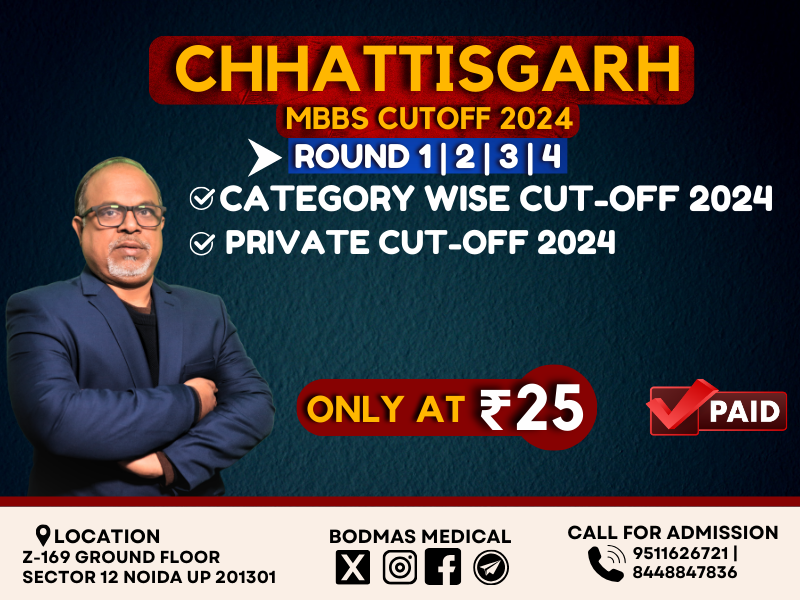 CHHATTISGARH
MBBS CUTOFF 2024
ROUND 1 | 2 | 3 | 4
CATEGORY WISE CUT-OFF 2024
PRIVATE CUT-OFF 2024
ONLY AT ₹25
PAID
LOCATION
Z-169 GROUND FLOOR
SECTOR 12 NOIDA UP 201301
BODMAS MEDICAL
CALL FOR ADMISSION
9511626721 |
8448847836